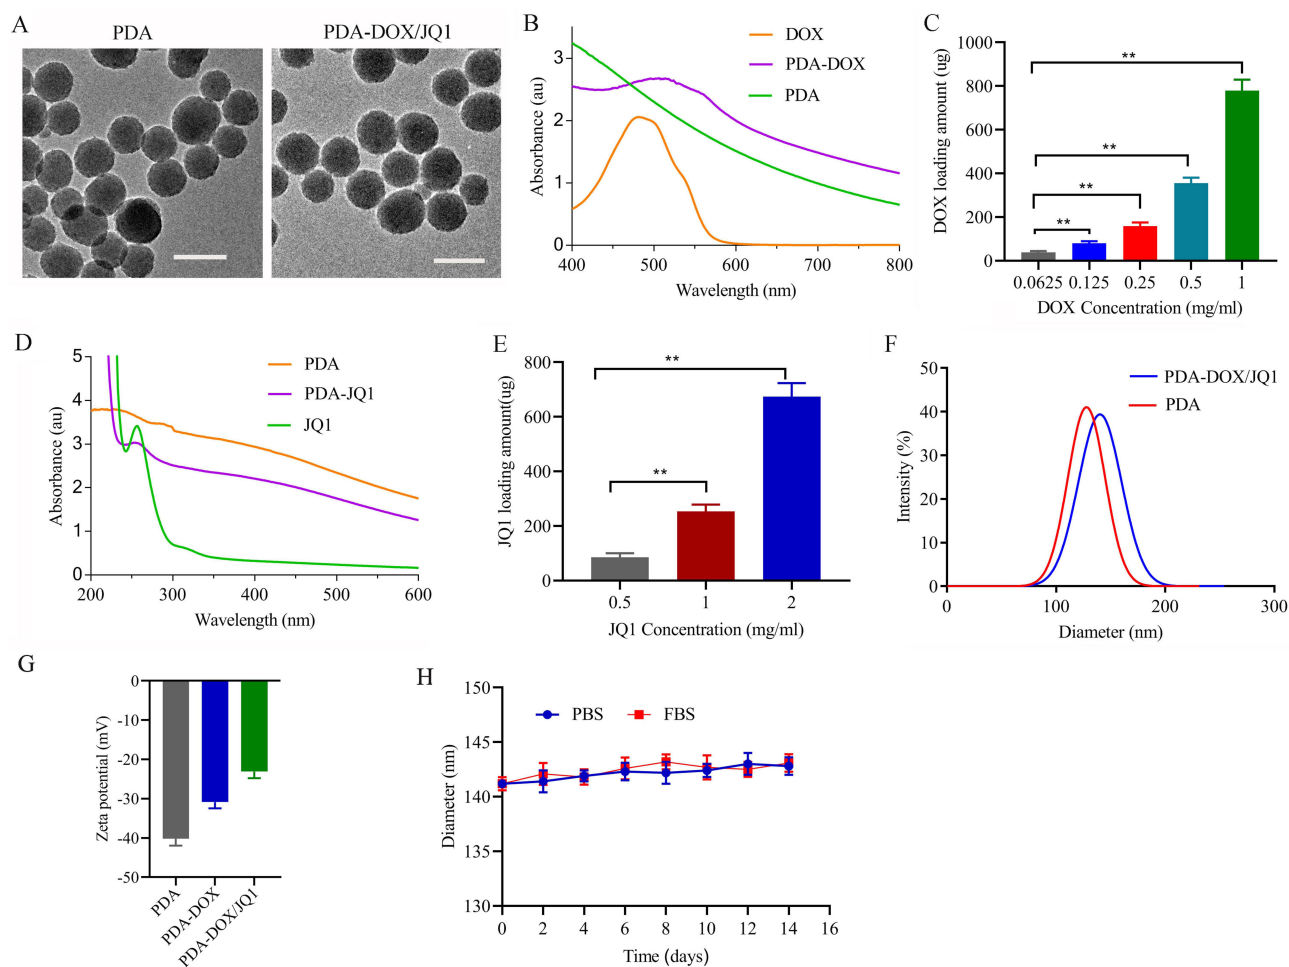 A
PDA
PDA-DOX/JQ1
B
DOX
PDA-DOX
PDA
Absorbance (au)
3
2
1
0
400 500 600 700 800
Wavelength (nm)
C
DOX loading amount (ug)
1000
800
600
400
200
0
**
**
**
**
0.0625 0.125 0.25 0.5 1
DOX Concentration (mg/ml)
D
PDA
PDA-JQ1
JQ1
Absorbance (au)
5
4
3
2
1
0
200 300 400 500 600
Wavelength (nm)
E
JQ1 loading amount(ug)
800
600
400
200
0
**
**
0.5 1 2
JQ1 Concentration (mg/ml)
F
PDA-DOX/JQ1
PDA
Intensity (%)
50
40
30
20
10
0
0 100 200 300
Diameter (nm)
G
Zeta potential (mV)
0
-10
-20
-30
-40
-50
PDA
PDA-DOX
PDA-DOX/JQ1
H
PBS
FBS
Diameter (nm)
150
145
140
135
130
0 2 4 6 8 10 12 14 16
Time (days)